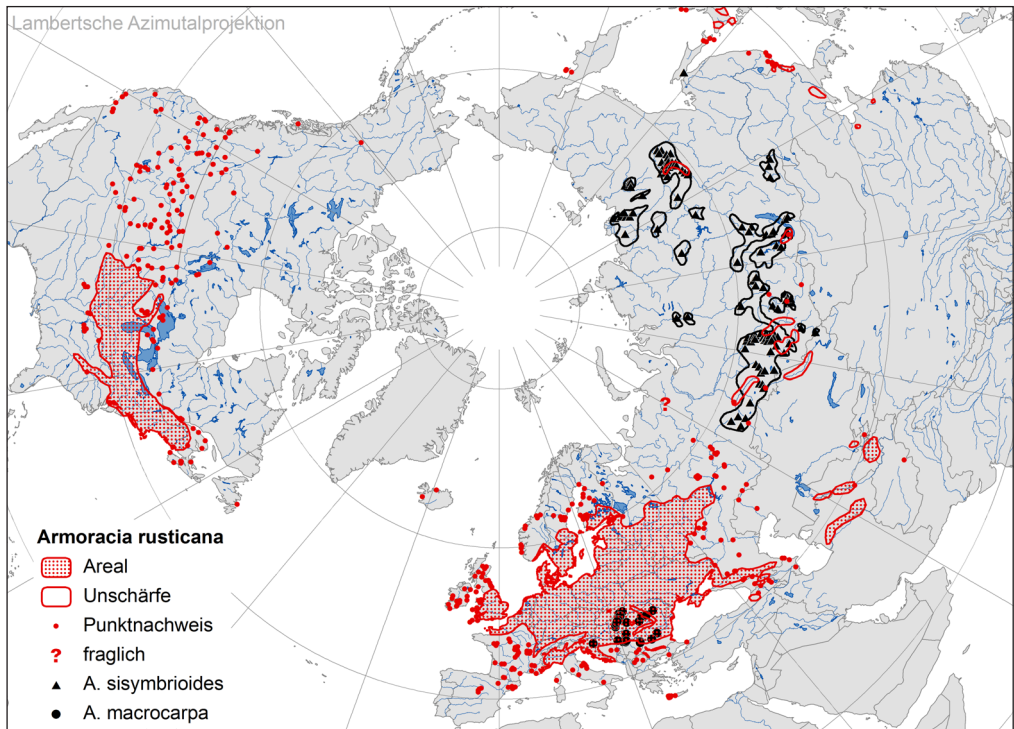 Lambertsche Azimutalprojektion
?
Armoracia rusticana
Areal
Unschärfe
Punktnachweis
? fraglich
A. sisymbrioides
A. macrocarpa